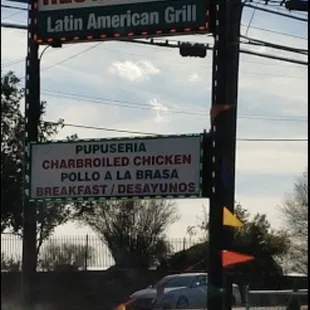 Latin American Grill
PUPUSERIA
CHARBROILED CHICKEN
POLLO A LA BRASA
BREAKFAST / DESAYUNOS